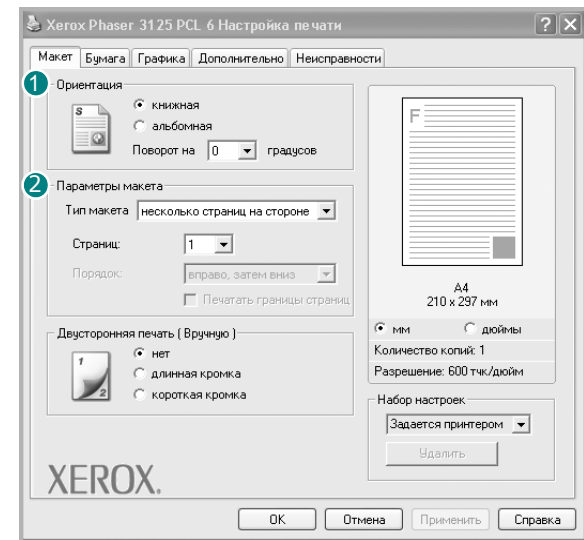 Xerox Phaser 3125 PCL 6 Настройка печати
Макет Бумага Графика Дополнительно Неисправности
1 Ориентация
S
книжная
альбомная
Поворот на 0 градусов
2 Параметры макета
Тип макета несколько страниц на стороне
Страниц: 1
Порядок: вправо, затем вниз
Печатать границы страниц
Двусторонняя печать ( Вручную )
1
2
нет
длинная кромка
короткая кромка
XEROX.
F
A4
210 x 297 мм
мм дюймы
Количество копий: 1
Разрешение: 600 тчк/дюйм
Набор настроек
Задается принтером
Удалить
OK Отмена Применить Справка